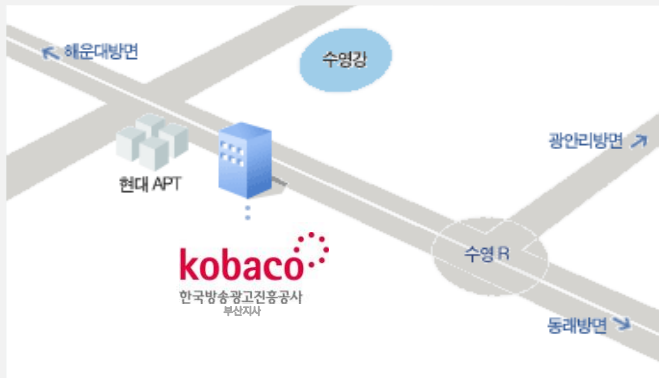 해운대방면
수영강
광안리방면
현대 APT
수영 R
kobaco
한국방송광고진흥공사
부산지사
동래방면